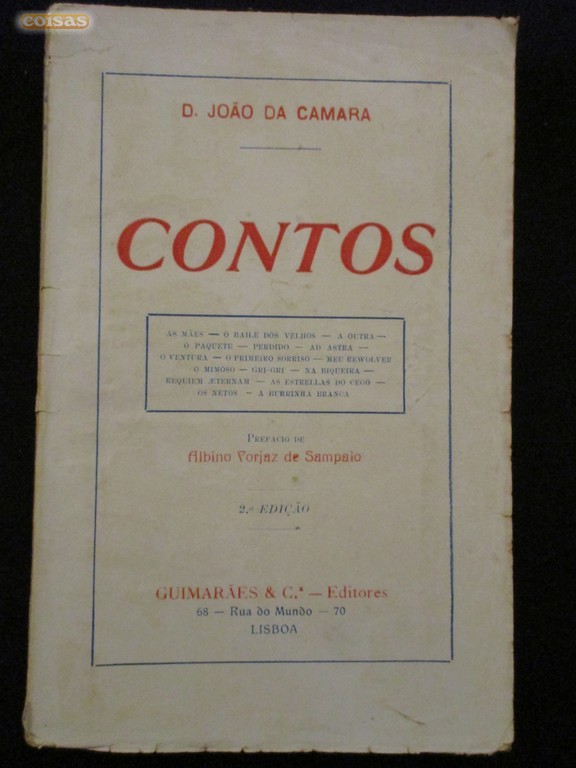 coisas
D. JOÃO DA CAMARA
CONTOS
AS MÃES — O BAILE DOS VELHOS — A OUTRA —
O PAQUETE — PERDIDO — AD ASTRA —
O VENTURA — O PRIMEIRO SORRISO — MEU REWOLVER
O MIMOSO — GRI-GRI — NA BIQUEIRA —
REQUIEM ÆTERNAM — AS ESTRELLAS DO CEGO —
OS NETOS — A BURRINHA BRANCA
PREFACIO DE
Albino Forjaz de Sampaio
2.ª EDIÇÃO
GUIMARÃES & C.ª — Editores
68 — Rua do Mundo — 70
LISBOA